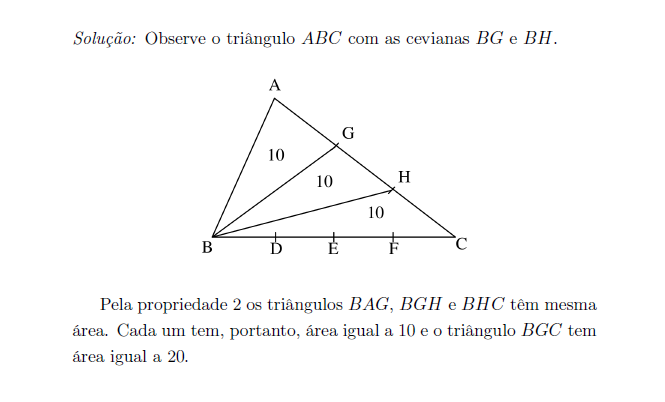 Solução: Observe o triângulo ABC com as cevianas BG e BH.
A
G
10
10
H
10
B
D
E
F
C
Pela propriedade 2 os triângulos BAG, BGH e BHC têm mesma
área. Cada um tem, portanto, área igual a 10 e o triângulo BGC tem
área igual a 20.